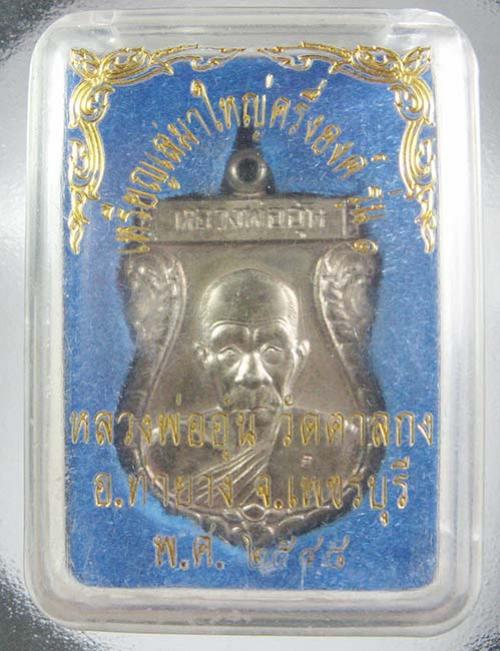 เหรียญเสมาใหญ่ครึ่งองค์ รุ่น ๑
หลวงพ่ออุ้น
หลวงพ่ออุ้น วัดตาลกง
อ.ท่ายาง จ.เพชรบุรี
พ.ศ. ๒๕๔๕